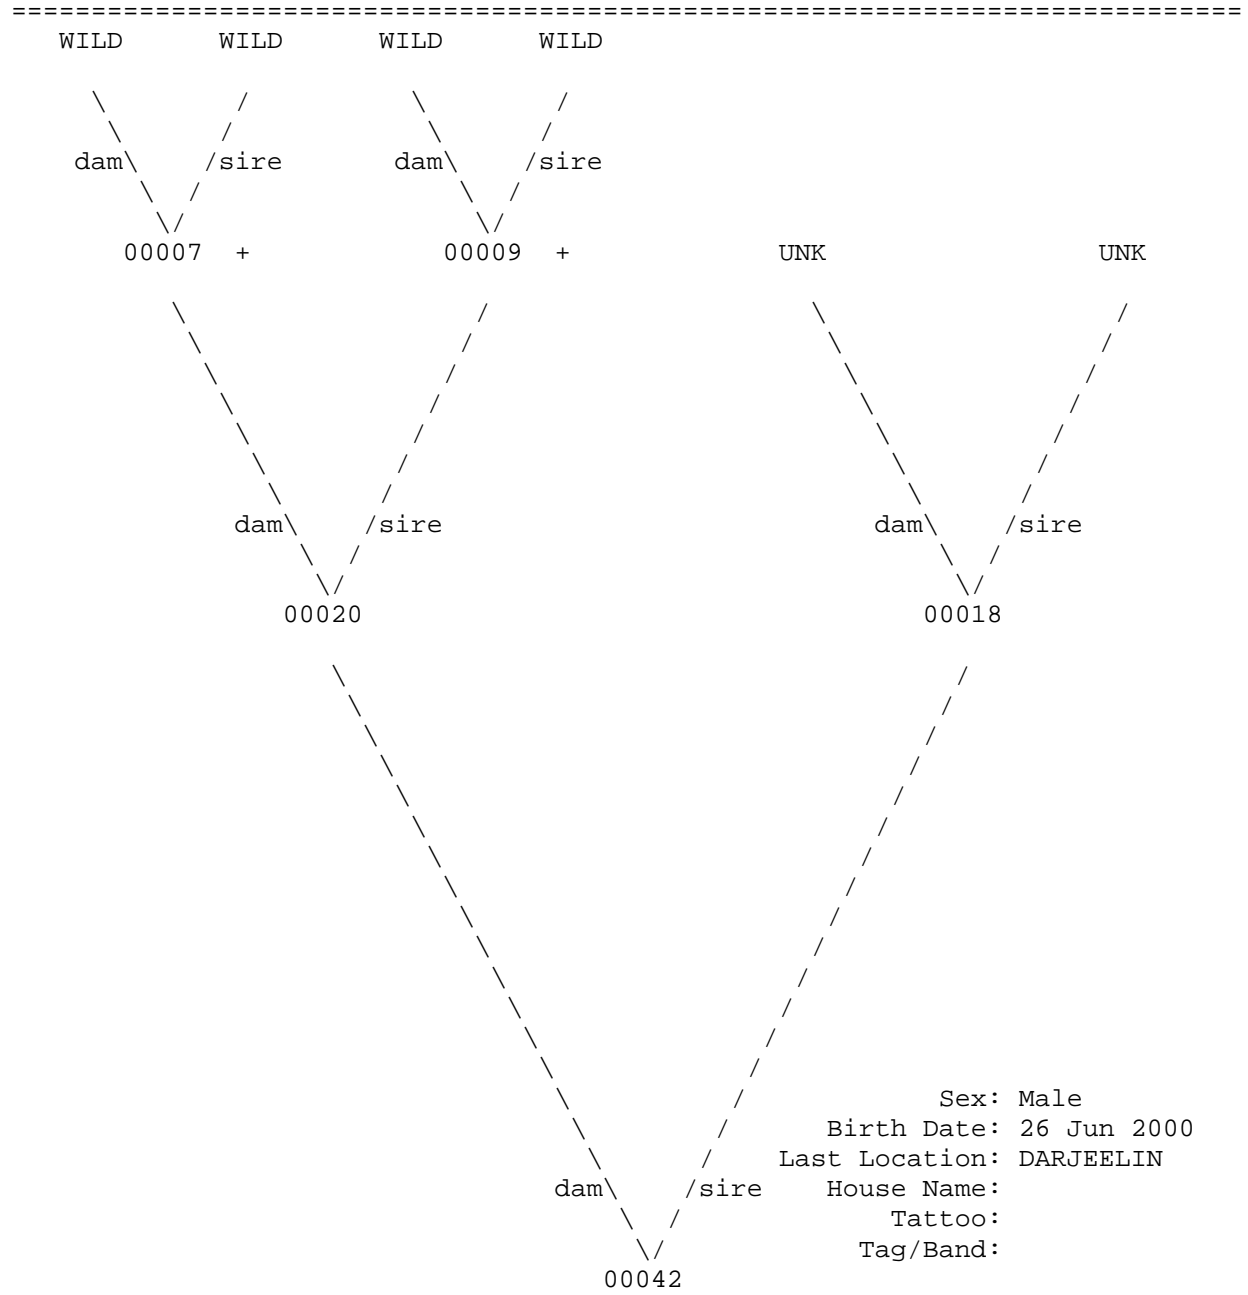 WILD WILD WILD WILD
dam sire dam sire
00007 + 00009 + UNK UNK
dam sire dam sire
00020 00018
Sex: Male
Birth Date: 26 Jun 2000
Last Location: DARJEELIN
dam sire House Name:
Tattoo:
Tag/Band:
00042